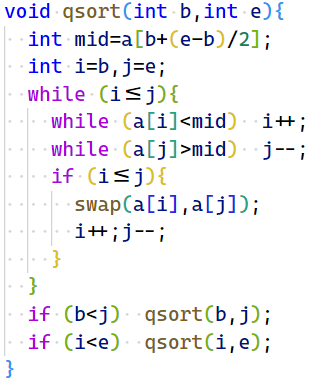 void qsort(int b,int e){
  int mid=a[b+(e-b)/2];
  int i=b,j=e;
  while (i<=j){
    while (a[i]<mid)  i++;
    while (a[j]>mid)  j--;
    if (i<=j){
      swap(a[i],a[j]);
      i++;j--;
    }
  }
  if (b<j)  qsort(b,j);
  if (i<e)  qsort(i,e);
}